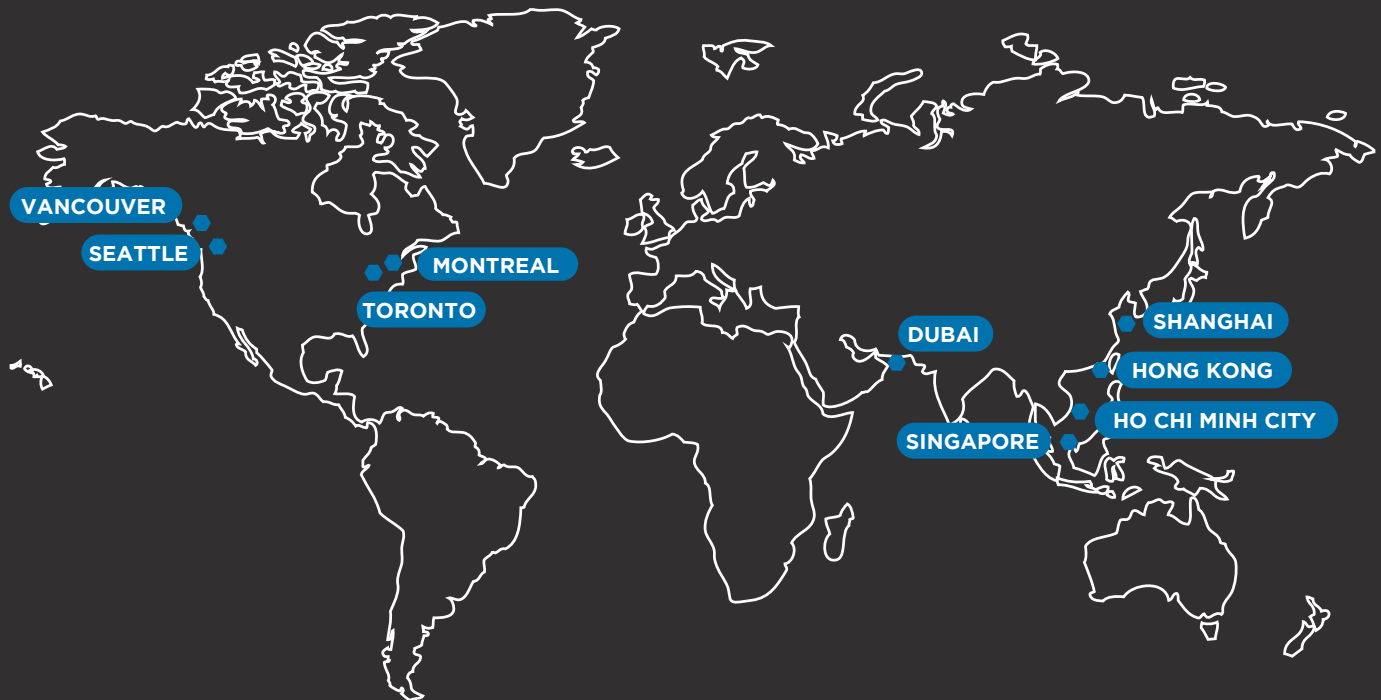 VANCOUVER
SEATTLE
MONTREAL
TORONTO
DUBAI
SHANGHAI
HONG KONG
HO CHI MINH CITY
SINGAPORE